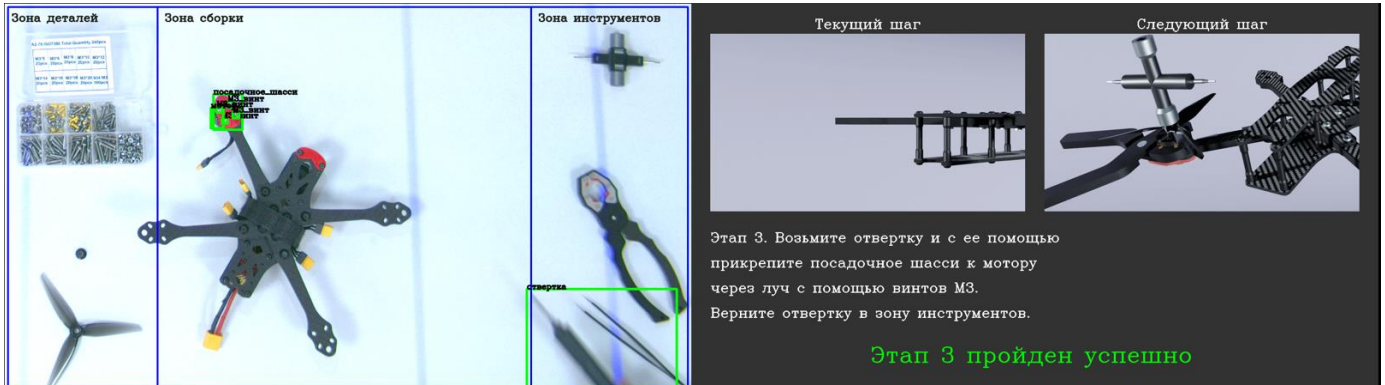 Зона деталей
Зона сборки
Зона инструментов
посадочное_шасси
М3_винт
отвертка
Текущий шаг
Следующий шаг
Этап 3. Возьмите отвертку и с ее помощью
прикрепите посадочное шасси к мотору
через луч с помощью винтов М3.
Верните отвертку в зону инструментов.
Этап 3 пройден успешно